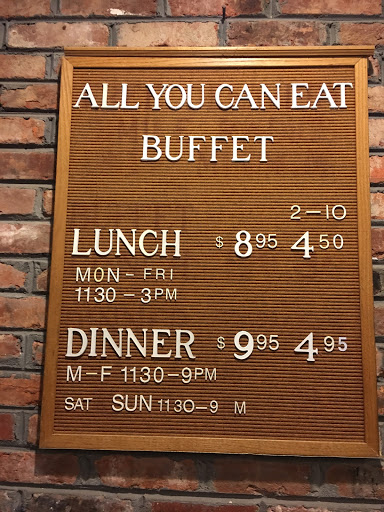 ALL YOU CAN EAT
BUFFET
2-10
LUNCH $ 8 95 4 50
MON - FRI
1130 - 3PM
DINNER $ 9 95 4 95
M-F 1130-9PM
SAT SUN 1130-9 M